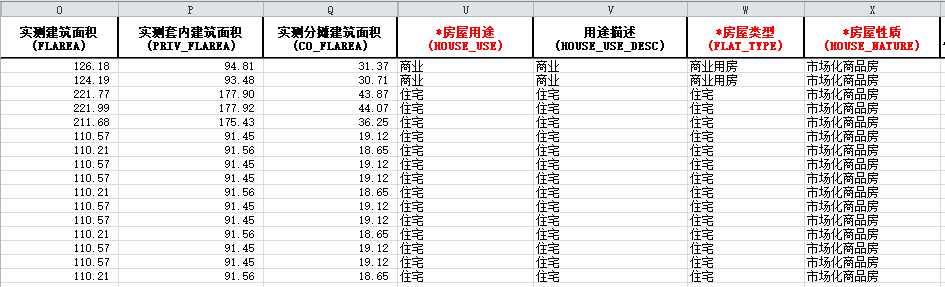 O P Q U V W X
实测建筑面积 实测套内建筑面积 实测分摊建筑面积 *房屋用途 用途描述 *房屋类型 *房屋性质
(FLAREA) (PRIV_FLAREA) (CO_FLAREA) (HOUSE_USE) (HOUSE_USE_DESC) (FLAT_TYPE) (HOUSE_NATURE)
126.18 94.81 31.37 商业 商业 商业用房 市场化商品房
124.19 93.48 30.71 商业 商业 商业用房 市场化商品房
221.77 177.90 43.87 住宅 住宅 住宅 市场化商品房
221.99 177.92 44.07 住宅 住宅 住宅 市场化商品房
211.68 175.43 36.25 住宅 住宅 住宅 市场化商品房
110.57 91.45 19.12 住宅 住宅 住宅 市场化商品房
110.21 91.56 18.65 住宅 住宅 住宅 市场化商品房
110.57 91.45 19.12 住宅 住宅 住宅 市场化商品房
110.57 91.45 19.12 住宅 住宅 住宅 市场化商品房
110.21 91.56 18.65 住宅 住宅 住宅 市场化商品房
110.57 91.45 19.12 住宅 住宅 住宅 市场化商品房
110.57 91.45 19.12 住宅 住宅 住宅 市场化商品房
110.21 91.56 18.65 住宅 住宅 住宅 市场化商品房
110.57 91.45 19.12 住宅 住宅 住宅 市场化商品房
110.57 91.45 19.12 住宅 住宅 住宅 市场化商品房
110.21 91.56 18.65 住宅 住宅 住宅 市场化商品房